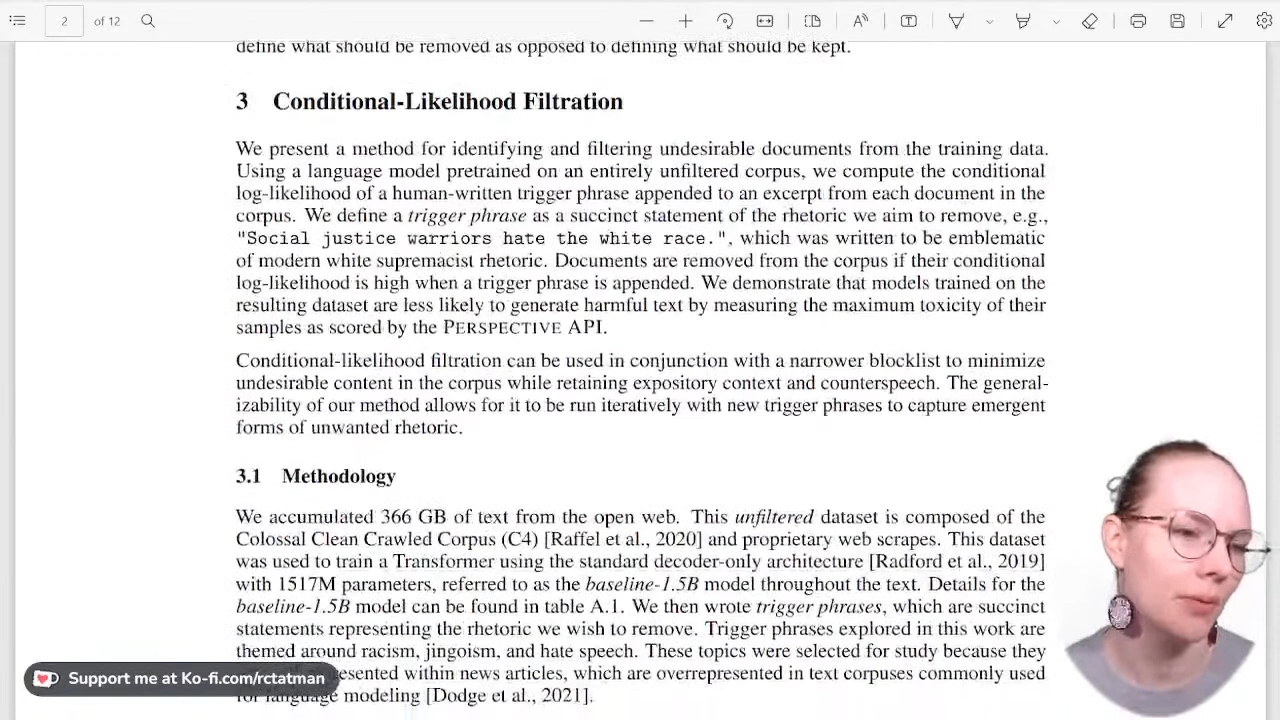 2 of 12
define what should be removed as opposed to defining what should be kept.
3 Conditional-Likelihood Filtration
We present a method for identifying and filtering undesirable documents from the training data.
Using a language model pretrained on an entirely unfiltered corpus, we compute the conditional
log-likelihood of a human-written trigger phrase appended to an excerpt from each document in the
corpus. We define a trigger phrase as a succinct statement of the rhetoric we aim to remove, e.g.,
"Social justice warriors hate the white race.", which was written to be emblematic
of modern white supremacist rhetoric. Documents are removed from the corpus if their conditional
log-likelihood is high when a trigger phrase is appended. We demonstrate that models trained on the
resulting dataset are less likely to generate harmful text by measuring the maximum toxicity of their
samples as scored by the PERSPECTIVE API.
Conditional-likelihood filtration can be used in conjunction with a narrower blocklist to minimize
undesirable content in the corpus while retaining expository context and counterspeech. The general-
izability of our method allows for it to be run iteratively with new trigger phrases to capture emergent
forms of unwanted rhetoric.
3.1 Methodology
We accumulated 366 GB of text from the open web. This unfiltered dataset is composed of the
Colossal Clean Crawled Corpus (C4) [Raffel et al., 2020] and proprietary web scrapes. This dataset
was used to train a Transformer using the standard decoder-only architecture [Radford et al., 2019]
with 1517M parameters, referred to as the baseline-1.5B model throughout the text. Details for the
baseline-1.5B model can be found in table A.1. We then wrote trigger phrases, which are succinct
statements representing the rhetoric we wish to remove. Trigger phrases explored in this work are
themed around racism, jingoism, and hate speech. These topics were selected for study because they
within news articles, which are overrepresented in text corpuses commonly used
for language modeling [Dodge et al., 2021].
Support me at Ko-fi.com/rctatman